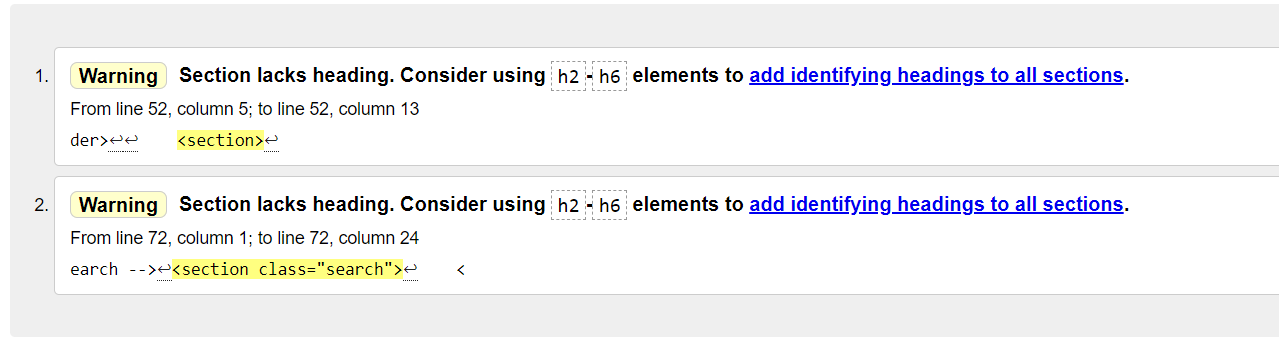 1. Warning Section lacks heading. Consider using h2-h6 elements to add identifying headings to all sections.
From line 52, column 5; to line 52, column 13
der>↩↩    <section>↩
2. Warning Section lacks heading. Consider using h2-h6 elements to add identifying headings to all sections.
From line 72, column 1; to line 72, column 24
earch --><section class="search">↩    <